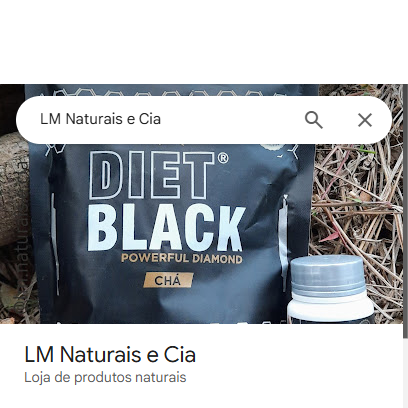 LM Naturais e Cia
DIET®
BLACK
POWERFUL DIAMOND
CHÁ
LM Naturais e Cia
Loja de produtos naturais